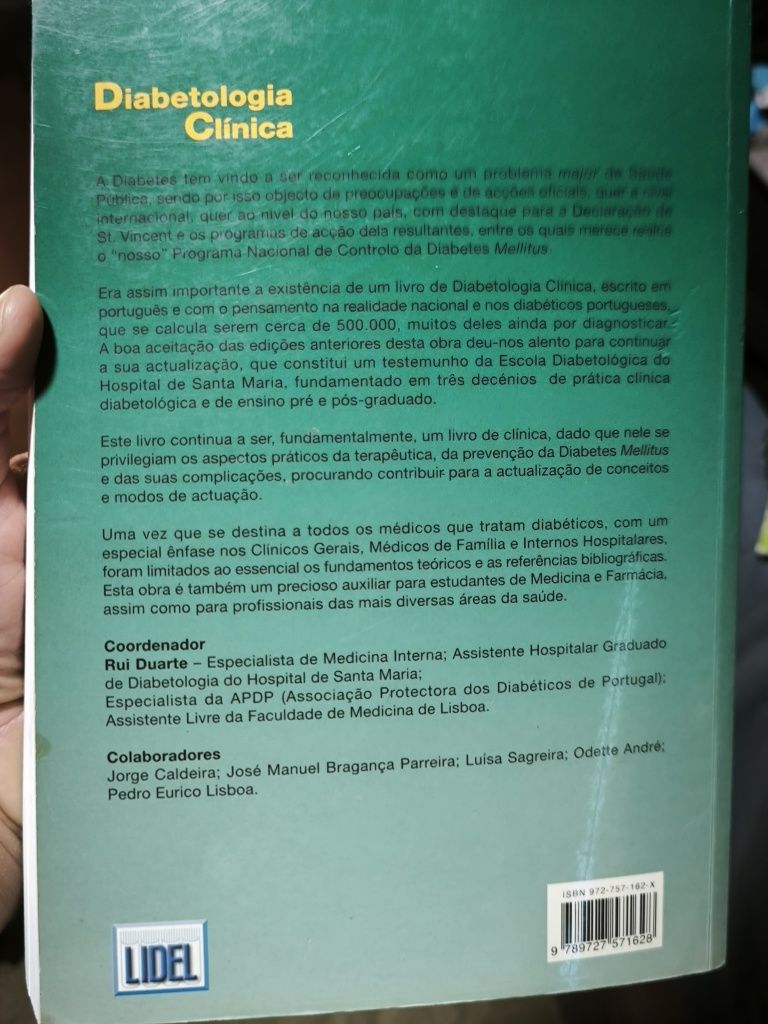 Diabetologia
Clínica
A Diabetes tem vindo a ser reconhecida como um problema major de Saúde
Pública, sendo por isso objecto de preocupações e de acções oficiais, quer a nível
internacional, quer ao nível do nosso país, com destaque para a Declaração de
St. Vincent e os programas de acção dela resultantes, entre os quais merece realce
o "nosso" Programa Nacional de Controlo da Diabetes Mellitus
Era assim importante a existência de um livro de Diabetologia Clínica, escrito em
português e com o pensamento na realidade nacional e nos diabéticos portugueses,
que se calcula serem cerca de 500.000, muitos deles ainda por diagnosticar.
A boa aceitação das edições anteriores desta obra deu-nos alento para continuar
a sua actualização, que constitui um testemunho da Escola Diabetológica do
Hospital de Santa Maria, fundamentado em três decénios de prática clínica
diabetológica e de ensino pré e pós-graduado.
Este livro continua a ser, fundamentalmente, um livro de clínica, dado que nele se
privilegiam os aspectos práticos da terapêutica, da prevenção da Diabetes Mellitus
e das suas complicações, procurando contribuir para a actualização de conceitos
e modos de actuação.
Uma vez que se destina a todos os médicos que tratam diabéticos, com um
especial ênfase nos Clínicos Gerais, Médicos de Família e Internos Hospitalares,
foram limitados ao essencial os fundamentos teóricos e as referências bibliográficas.
Esta obra é também um precioso auxiliar para estudantes de Medicina e Farmácia,
assim como para profissionais das mais diversas áreas da saúde.
Coordenador
Rui Duarte – Especialista de Medicina Interna; Assistente Hospitalar Graduado
de Diabetologia do Hospital de Santa Maria;
Especialista da APDP (Associação Protectora dos Diabéticos de Portugal);
Assistente Livre da Faculdade de Medicina de Lisboa.
Colaboradores
Jorge Caldeira; José Manuel Bragança Parreira; Luísa Sagreira; Odette André;
Pedro Eurico Lisboa.
ISBN 972-757-162-X
9 789727 571628
LIDEL